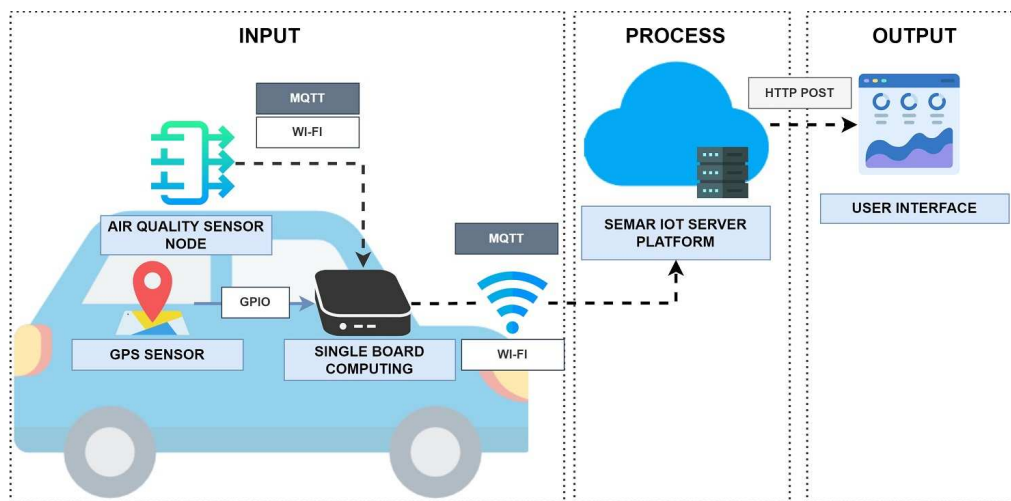 INPUT
PROCESS
OUTPUT
MQTT
WI-FI
HTTP POST
AIR QUALITY SENSOR
NODE
SEMAR IOT SERVER
PLATFORM
USER INTERFACE
MQTT
GPIO
GPS SENSOR
SINGLE BOARD
COMPUTING
WI-FI